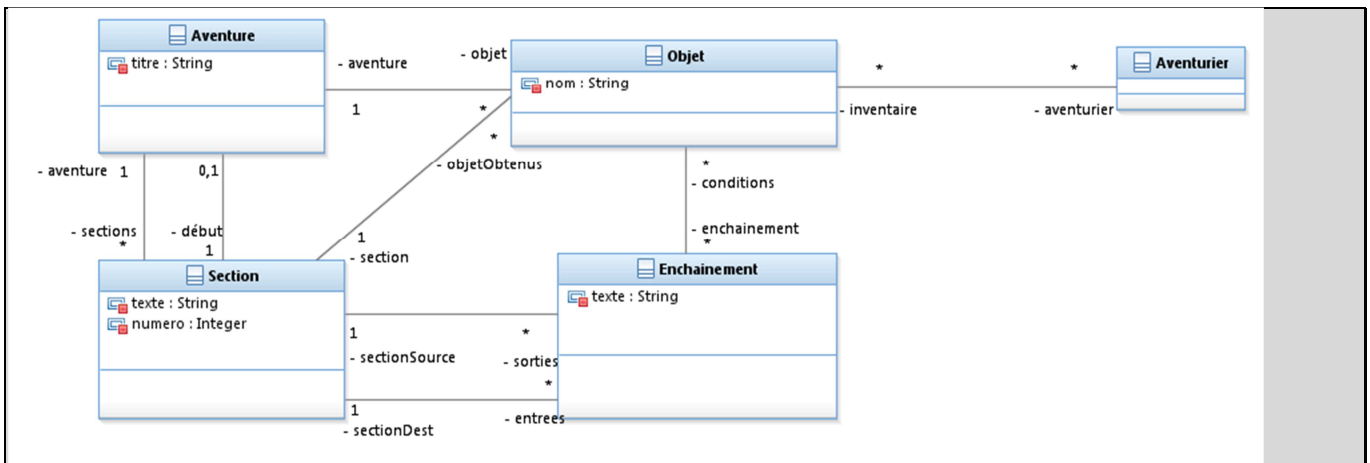 Aventure
titre : String
- aventure
1
- objet
*
Objet
nom : String
*
- inventaire
*
- aventurier
Aventurier
- aventure 1
- sections
*
0,1
- début
1
*
- objetObtenus
1
- section
*
- conditions
- enchainement
*
Section
texte : String
numero : Integer
Enchainement
texte : String
1
- sectionSource
*
- sorties
1
- sectionDest
*
- entrees